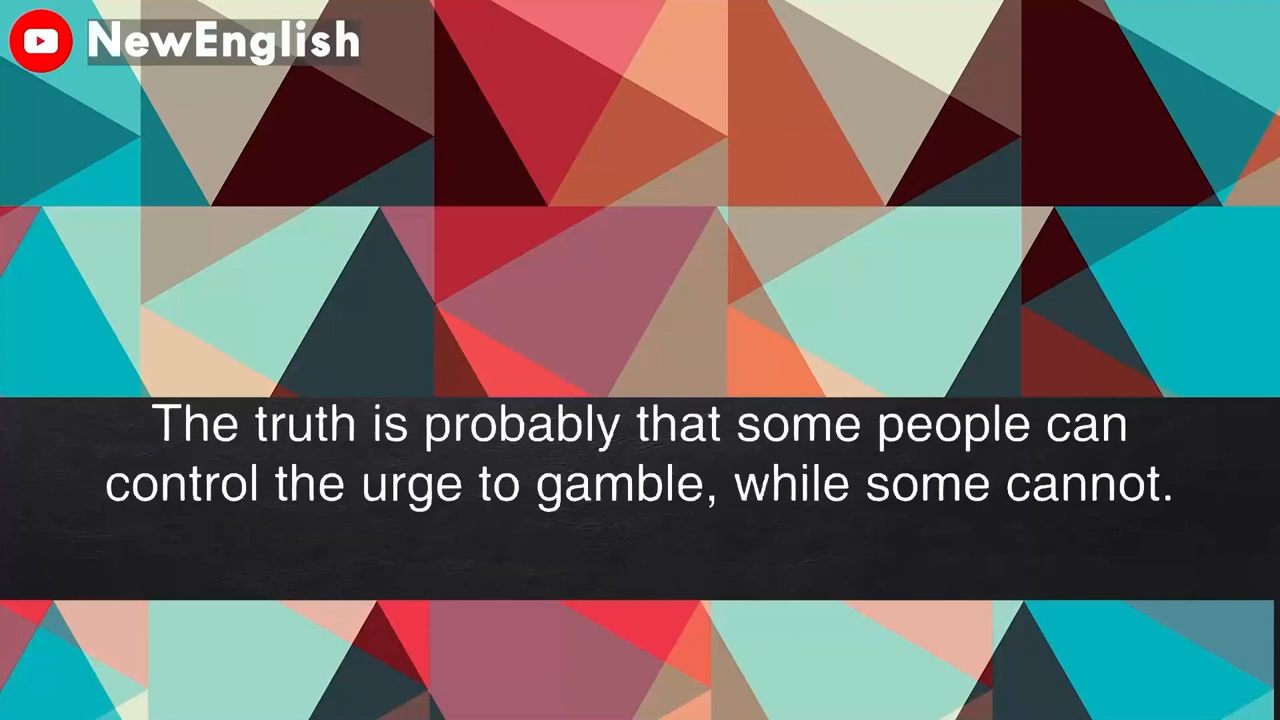 NewEnglish
The truth is probably that some people can
control the urge to gamble, while some cannot.